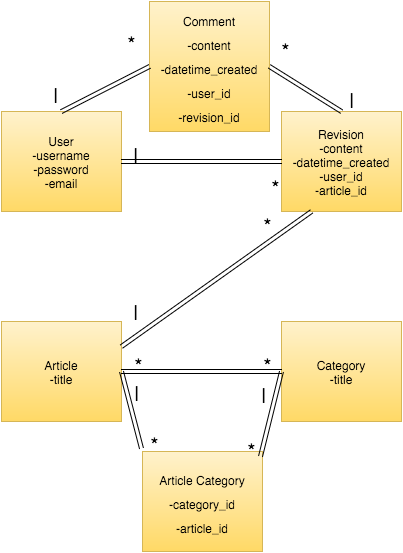 Comment
-content
-datetime_created
-user_id
-revision_id
*
*
|
|
User
-username
-password
-email
|
*
Revision
-content
-datetime_created
-user_id
-article_id
*
|
Article
-title
*
*
Category
-title
|
|
*
*
Article Category
-category_id
-article_id